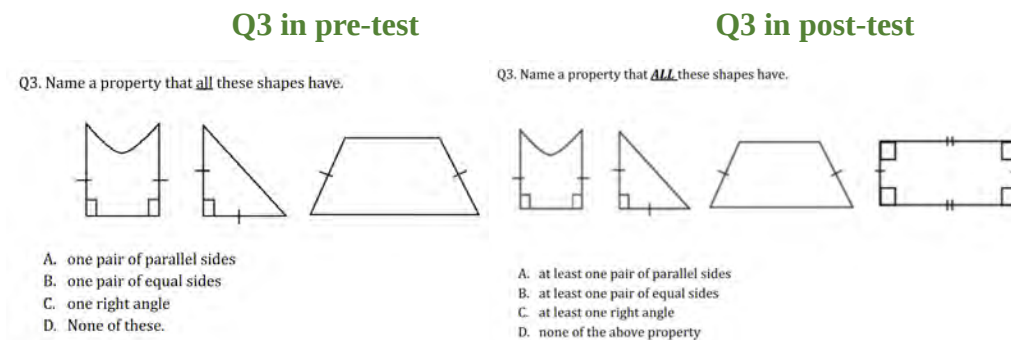 Q3 in pre-test
Q3. Name a property that all these shapes have.
A. one pair of parallel sides
B. one pair of equal sides
C. one right angle
D. None of these.
Q3 in post-test
Q3. Name a property that ALL these shapes have.
A. at least one pair of parallel sides
B. at least one pair of equal sides
C. at least one right angle
D. none of the above property